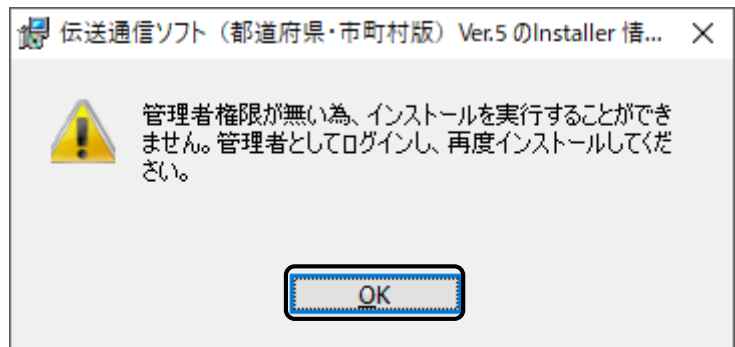 伝送通信ソフト（都道府県・市町村版） Ver.5 のInstaller 情...
管理者権限が無い為、インストールを実行することができ
ません。管理者としてログインし、再度インストールしてくだ
さい。
OK